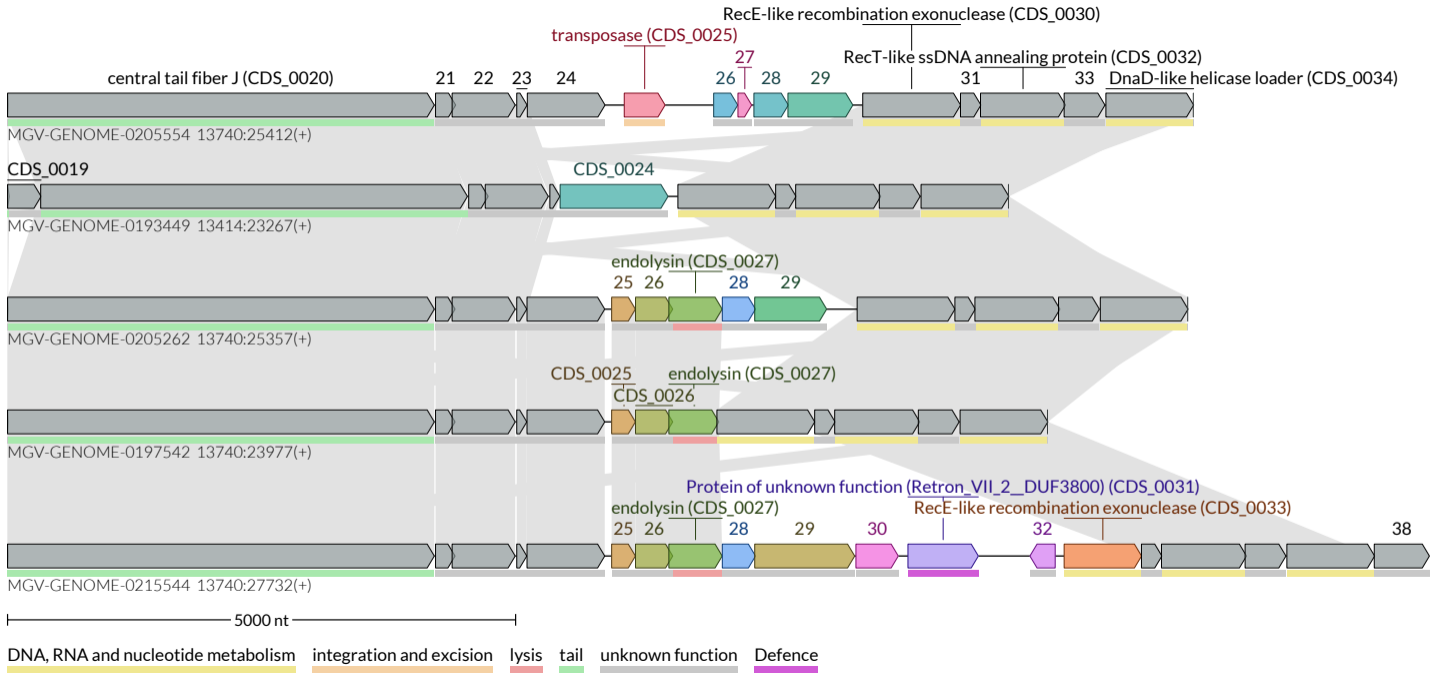 RecE-like recombination exonuclease (CDS_0030)
transposase (CDS_0025)
27
RecT-like ssDNA annealing protein (CDS_0032)
central tail fiber J (CDS_0020) 21 22 23 24 26 28 29 31 33 DnaD-like helicase loader (CDS_0034)
MGV-GENOME-0205554 13740:25412(+)
CDS_0019 CDS_0024
MGV-GENOME-0193449 13414:23267(+)
endolysin (CDS_0027)
25 26 28 29
MGV-GENOME-0205262 13740:25357(+)
CDS_0025 endolysin (CDS_0027)
CDS_0026
MGV-GENOME-0197542 13740:23977(+)
Protein of unknown function (Retron_VII_2__DUF3800) (CDS_0031)
endolysin (CDS_0027) RecE-like recombination exonuclease (CDS_0033)
25 26 28 29 30 32 38
MGV-GENOME-0215544 13740:27732(+)
5000 nt
DNA, RNA and nucleotide metabolism integration and excision lysis tail unknown function Defence